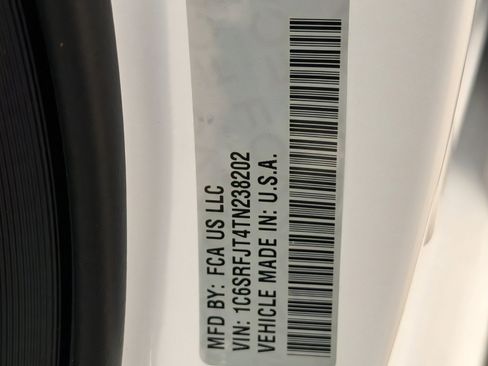 MFD BY: FCA US LLC
VIN: 1C6SRFJT4TN238202
VEHICLE MADE IN: U.S.A.